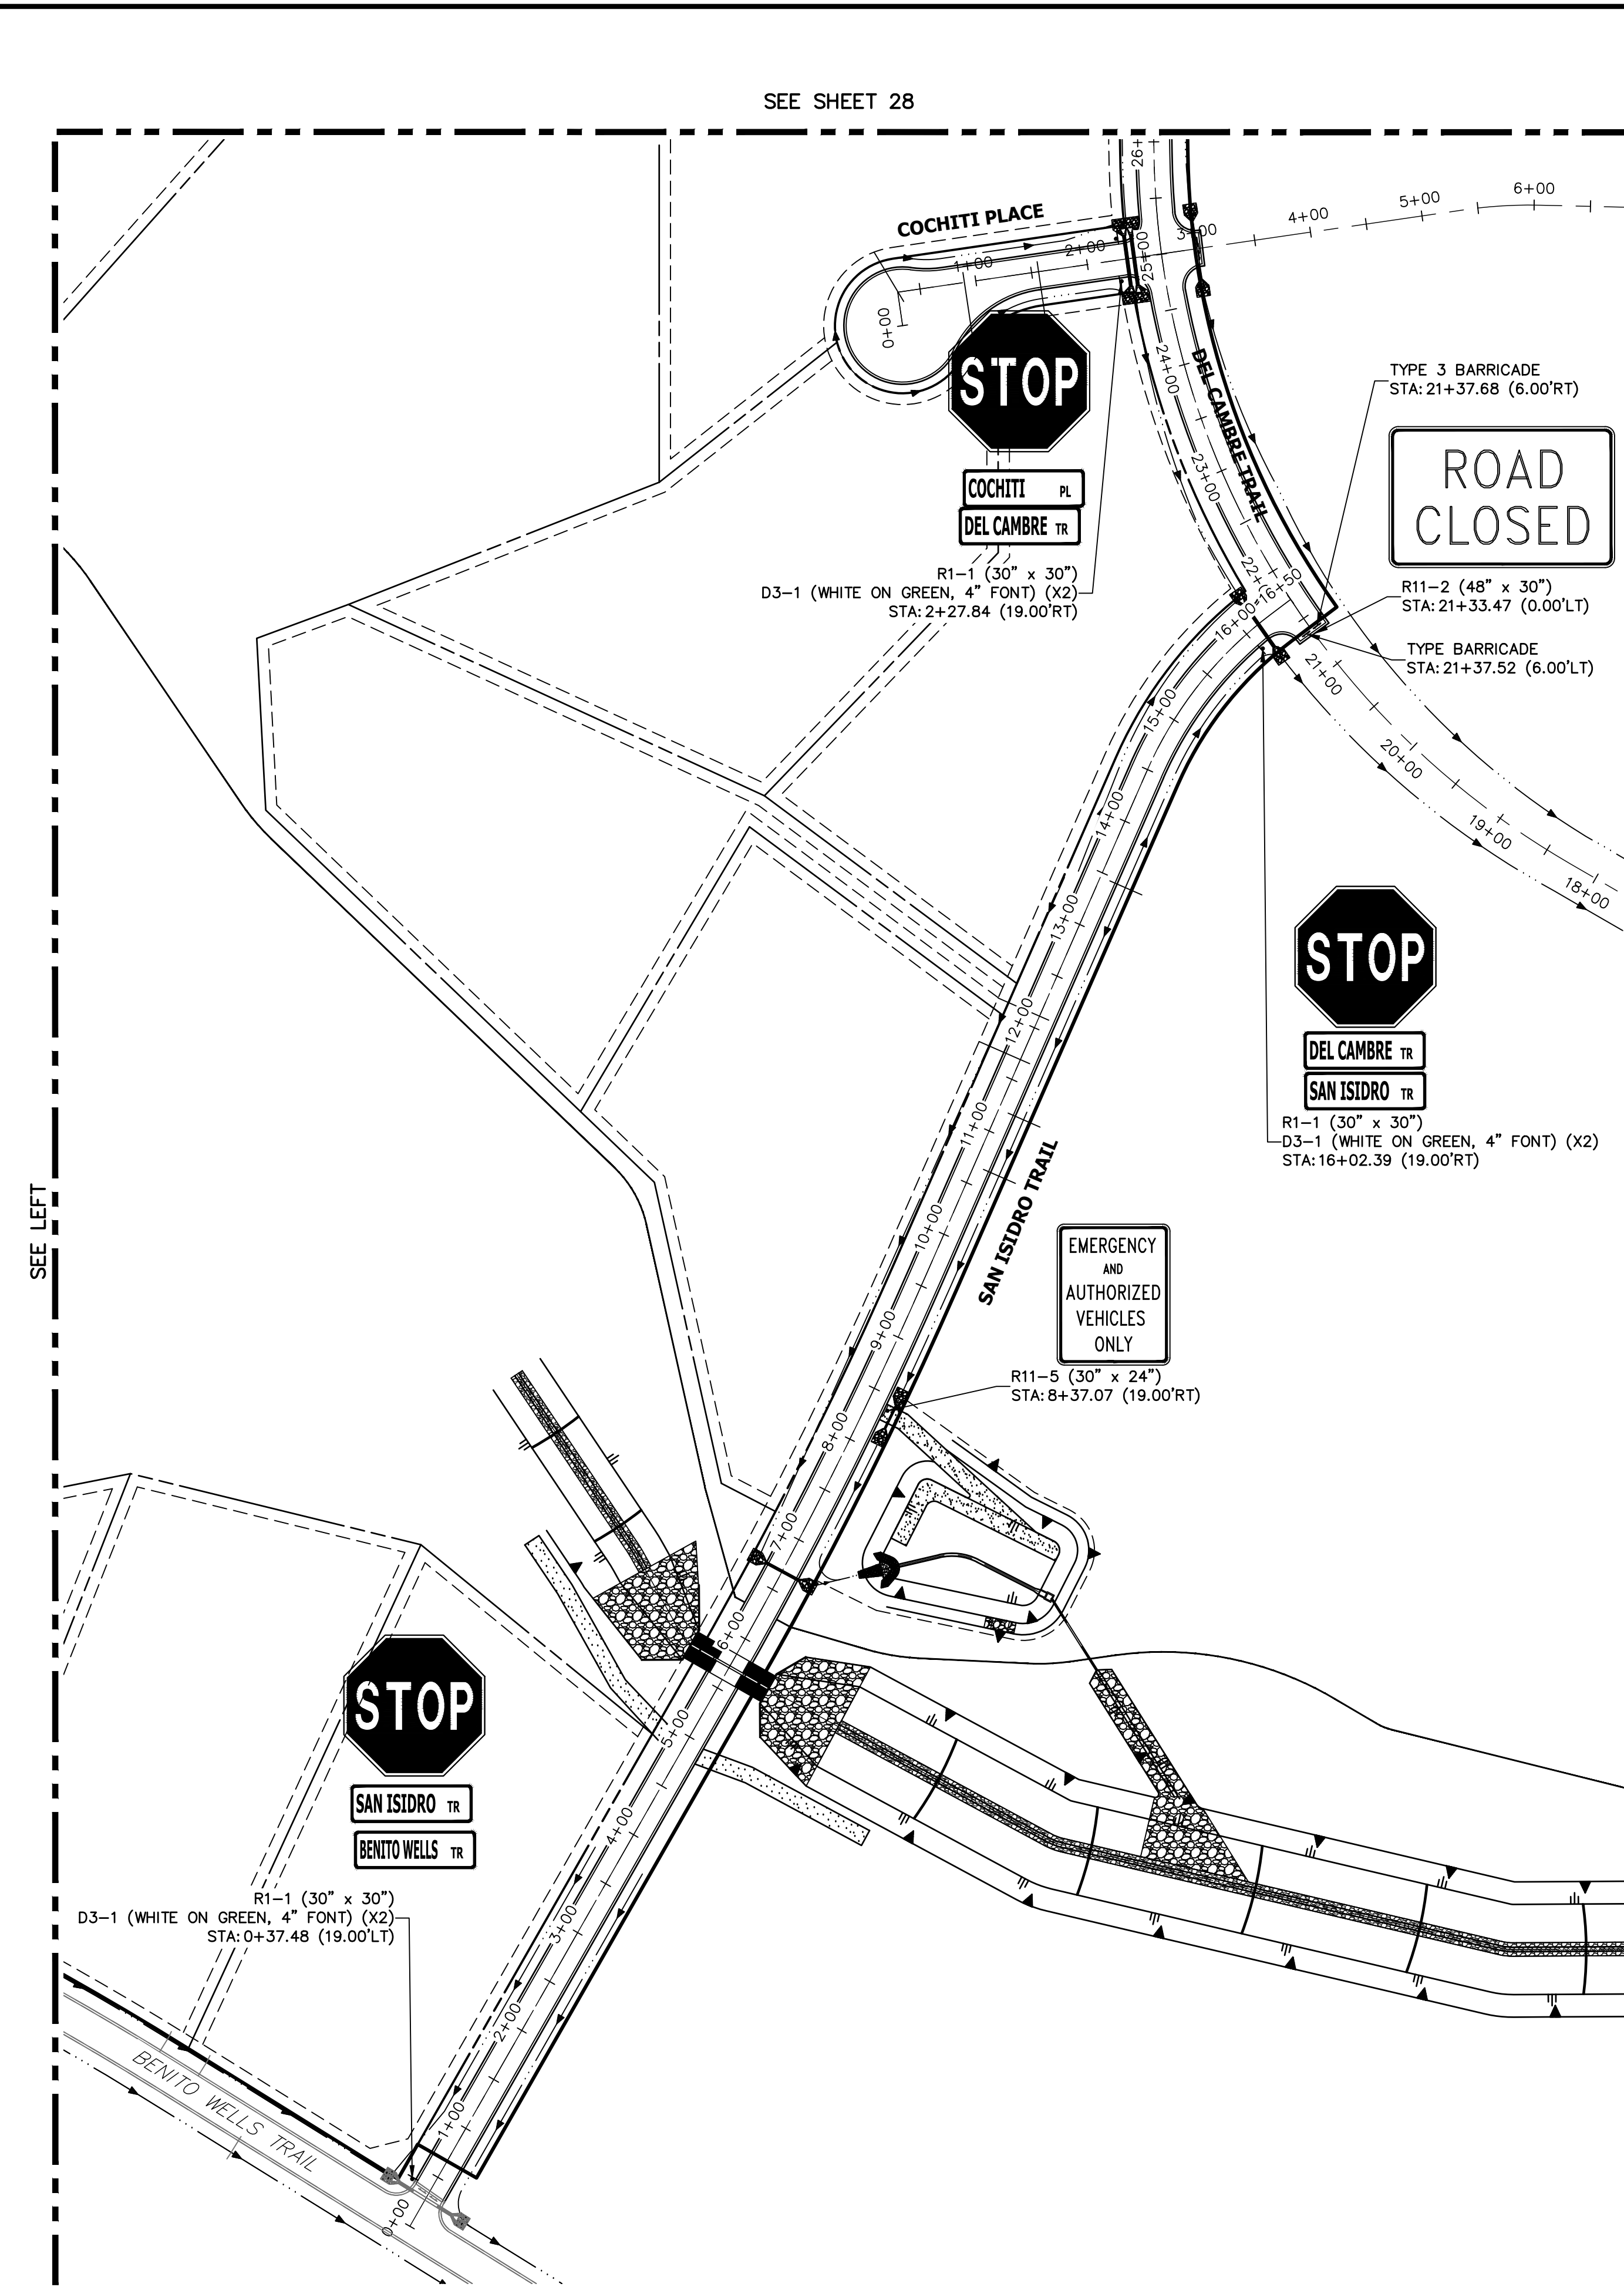 SEE SHEET 28
SEE LEFT
COCHITI PLACE
0+00
1+00
2+00
3+00
4+00
5+00
6+00
26+
25+00
24+00
23+00
DEL CAMBRE TRAIL
STOP
COCHITI PL
DEL CAMBRE TR
R1-1 (30" x 30")
D3-1 (WHITE ON GREEN, 4" FONT) (X2)
STA: 2+27.84 (19.00'RT)
TYPE 3 BARRICADE
STA: 21+37.68 (6.00'RT)
ROAD
CLOSED
R11-2 (48" x 30")
STA: 21+33.47 (0.00'LT)
TYPE BARRICADE
STA: 21+37.52 (6.00'LT)
16+50
16+00
21+00
20+00
19+00
18+00
15+00
14+00
13+00
12+00
11+00
10+00
9+00
8+00
7+00
6+00
5+00
4+00
3+00
2+00
1+00
0+00
STOP
DEL CAMBRE TR
SAN ISIDRO TR
R1-1 (30" x 30")
D3-1 (WHITE ON GREEN, 4" FONT) (X2)
STA: 16+02.39 (19.00'RT)
SAN ISIDRO TRAIL
EMERGENCY
AND
AUTHORIZED
VEHICLES
ONLY
R11-5 (30" x 24")
STA: 8+37.07 (19.00'RT)
STOP
SAN ISIDRO TR
BENITO WELLS TR
R1-1 (30" x 30")
D3-1 (WHITE ON GREEN, 4" FONT) (X2)
STA: 0+37.48 (19.00'LT)
BENITO WELLS TRAIL